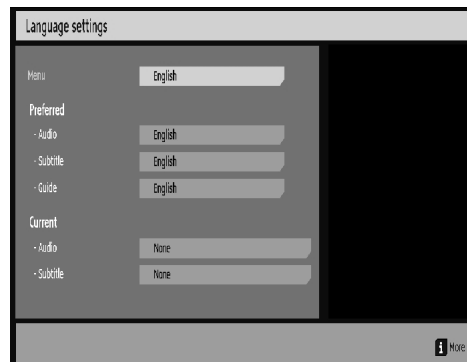 Language settings
Menu English
Preferred
- Audio English
- Subtitle English
- Guide English
Current
- Audio None
- Subtitle None
i More